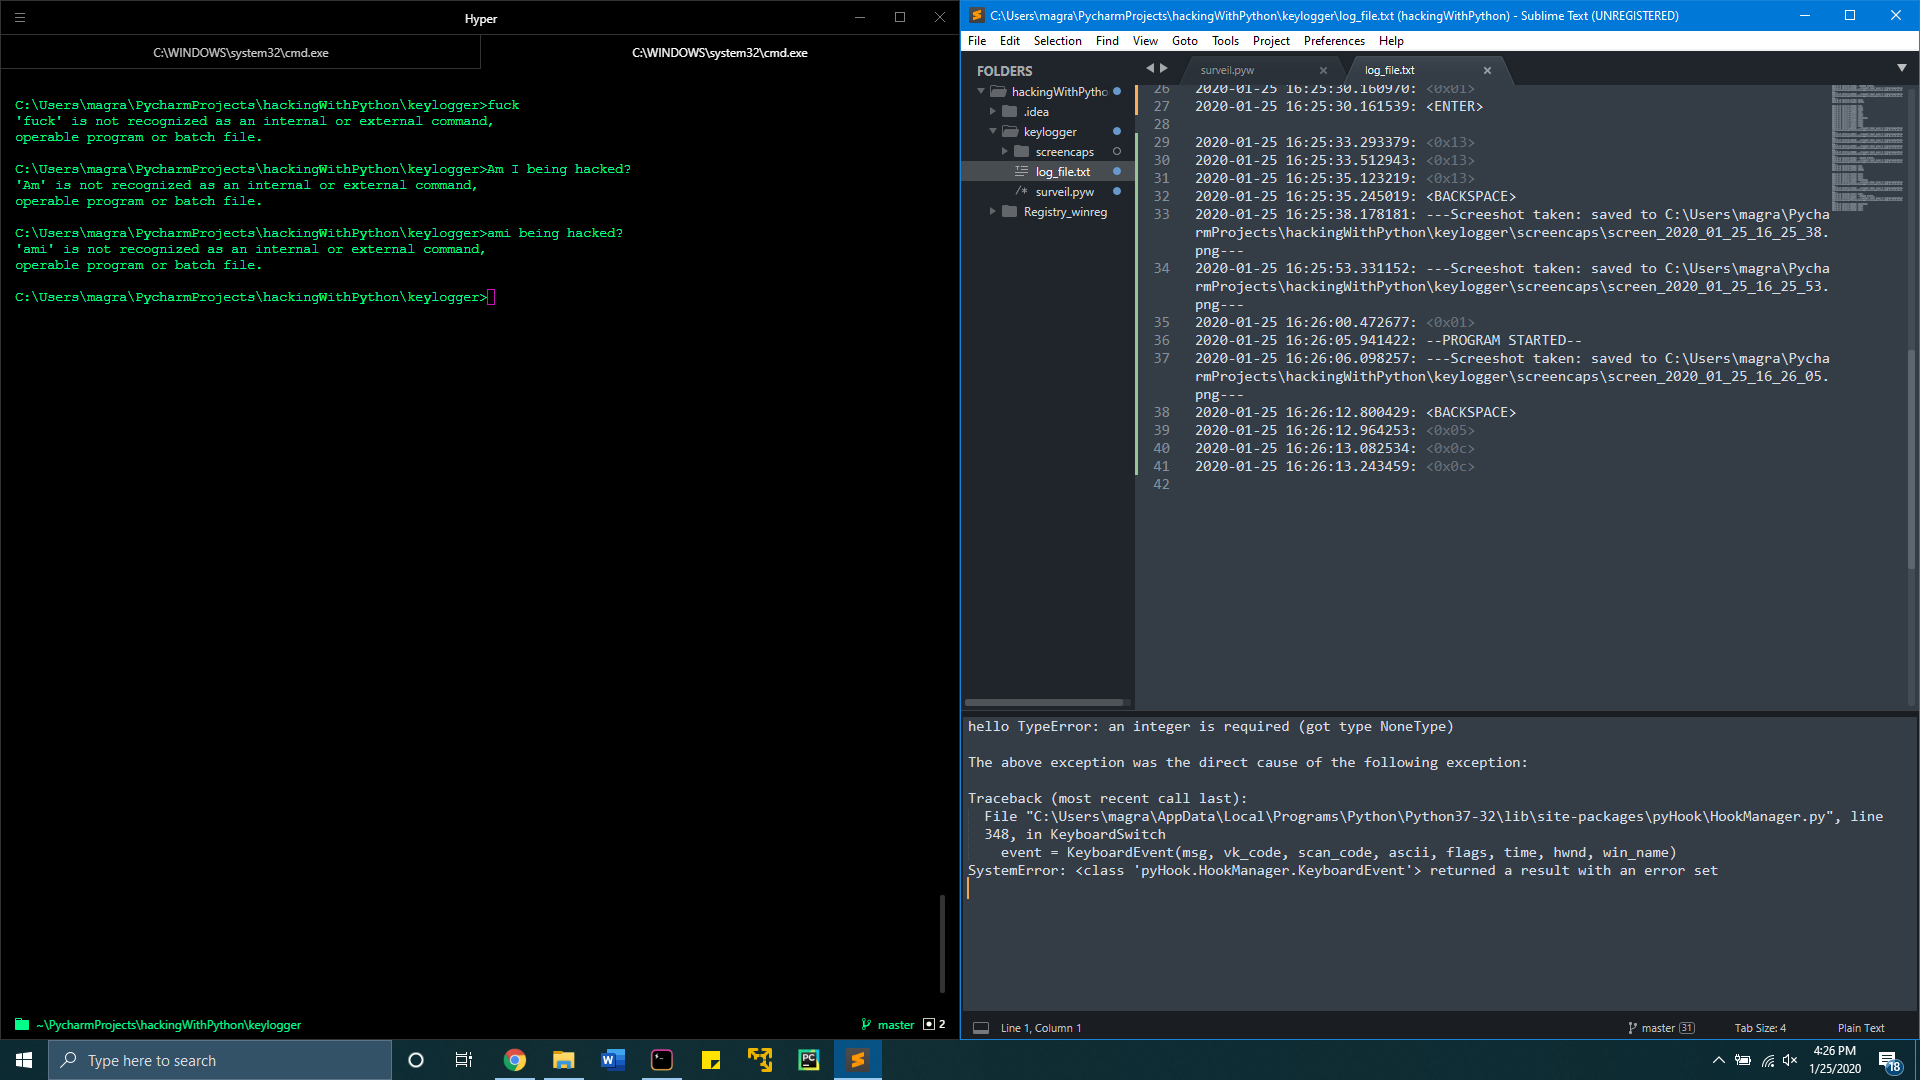 Hyper
C:\WINDOWS\system32\cmd.exe
C:\WINDOWS\system32\cmd.exe
C:\Users\magra\PycharmProjects\hackingWithPython\keylogger>fuck
'fuck' is not recognized as an internal or external command,
operable program or batch file.
C:\Users\magra\PycharmProjects\hackingWithPython\keylogger>Am I being hacked?
'Am' is not recognized as an internal or external command,
operable program or batch file.
C:\Users\magra\PycharmProjects\hackingWithPython\keylogger>ami being hacked?
'ami' is not recognized as an internal or external command,
operable program or batch file.
C:\Users\magra\PycharmProjects\hackingWithPython\keylogger>
~\PycharmProjects\hackingWithPython\keylogger
master 2
C:\Users\magra\PycharmProjects\hackingWithPython\keylogger\log_file.txt (hackingWithPython) - Sublime Text (UNREGISTERED)
File Edit Selection Find View Goto Tools Project Preferences Help
FOLDERS
hackingWithPytho
.idea
keylogger
screencaps
log_file.txt
/* surveil.pyw
Registry_winreg
surveil.pyw
log_file.txt
26 2020-01-25 16:25:30.160970: <0x01>
27 2020-01-25 16:25:30.161539: <ENTER>
28
29 2020-01-25 16:25:33.293379: <0x13>
30 2020-01-25 16:25:33.512943: <0x13>
31 2020-01-25 16:25:35.123219: <0x13>
32 2020-01-25 16:25:35.245019: <BACKSPACE>
33 2020-01-25 16:25:38.178181: ---Screeshot taken: saved to C:\Users\magra\Pycha
rmProjects\hackingWithPython\keylogger\screencaps\screen_2020_01_25_16_25_38.
png---
34 2020-01-25 16:25:53.331152: ---Screeshot taken: saved to C:\Users\magra\Pycha
rmProjects\hackingWithPython\keylogger\screencaps\screen_2020_01_25_16_25_53.
png---
35 2020-01-25 16:26:00.472677: <0x01>
36 2020-01-25 16:26:05.941422: --PROGRAM STARTED--
37 2020-01-25 16:26:06.098257: ---Screeshot taken: saved to C:\Users\magra\Pycha
rmProjects\hackingWithPython\keylogger\screencaps\screen_2020_01_25_16_26_05.
png---
38 2020-01-25 16:26:12.800429: <BACKSPACE>
39 2020-01-25 16:26:12.964253: <0x05>
40 2020-01-25 16:26:13.082534: <0x0c>
41 2020-01-25 16:26:13.243459: <0x0c>
42
hello TypeError: an integer is required (got type NoneType)
The above exception was the direct cause of the following exception:
Traceback (most recent call last):
File "C:\Users\magra\AppData\Local\Programs\Python\Python37-32\lib\site-packages\pyHook\HookManager.py", line
348, in KeyboardSwitch
event = KeyboardEvent(msg, vk_code, scan_code, ascii, flags, time, hwnd, win_name)
SystemError: <class 'pyHook.HookManager.KeyboardEvent'> returned a result with an error set
Line 1, Column 1
master 31
Tab Size: 4
Plain Text
Type here to search
4:26 PM
1/25/2020
18